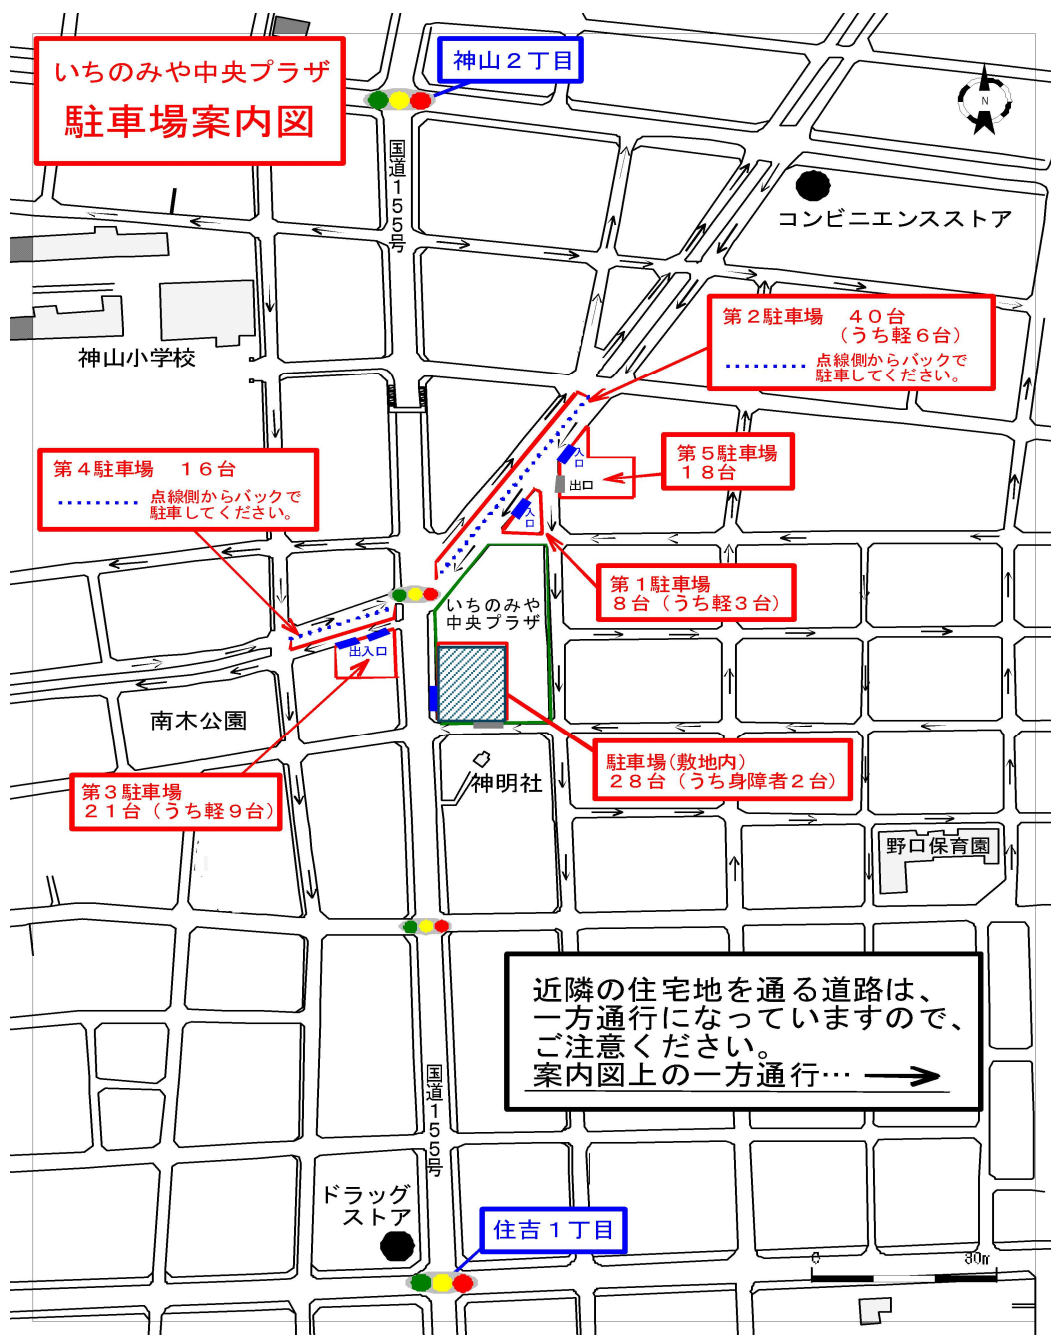 いちのみや中央プラザ
駐車場案内図
神山２丁目
N
国道１５５号
コンビニエンスストア
神山小学校
第２駐車場　４０台
（うち軽６台）
点線側からバックで
駐車してください。
第５駐車場
１８台
入口
出口
第４駐車場　１６台
点線側からバックで
駐車してください。
入口
第１駐車場
８台（うち軽３台）
いちのみや
中央プラザ
出入口
南木公園
駐車場(敷地内)
２８台（うち身障者２台）
神明社
第３駐車場
２１台（うち軽９台）
野口保育園
近隣の住宅地を通る道路は、
一方通行になっていますので、
ご注意ください。
案内図上の一方通行…
国道１５５号
ドラッグ
ストア
住吉１丁目
0 80m